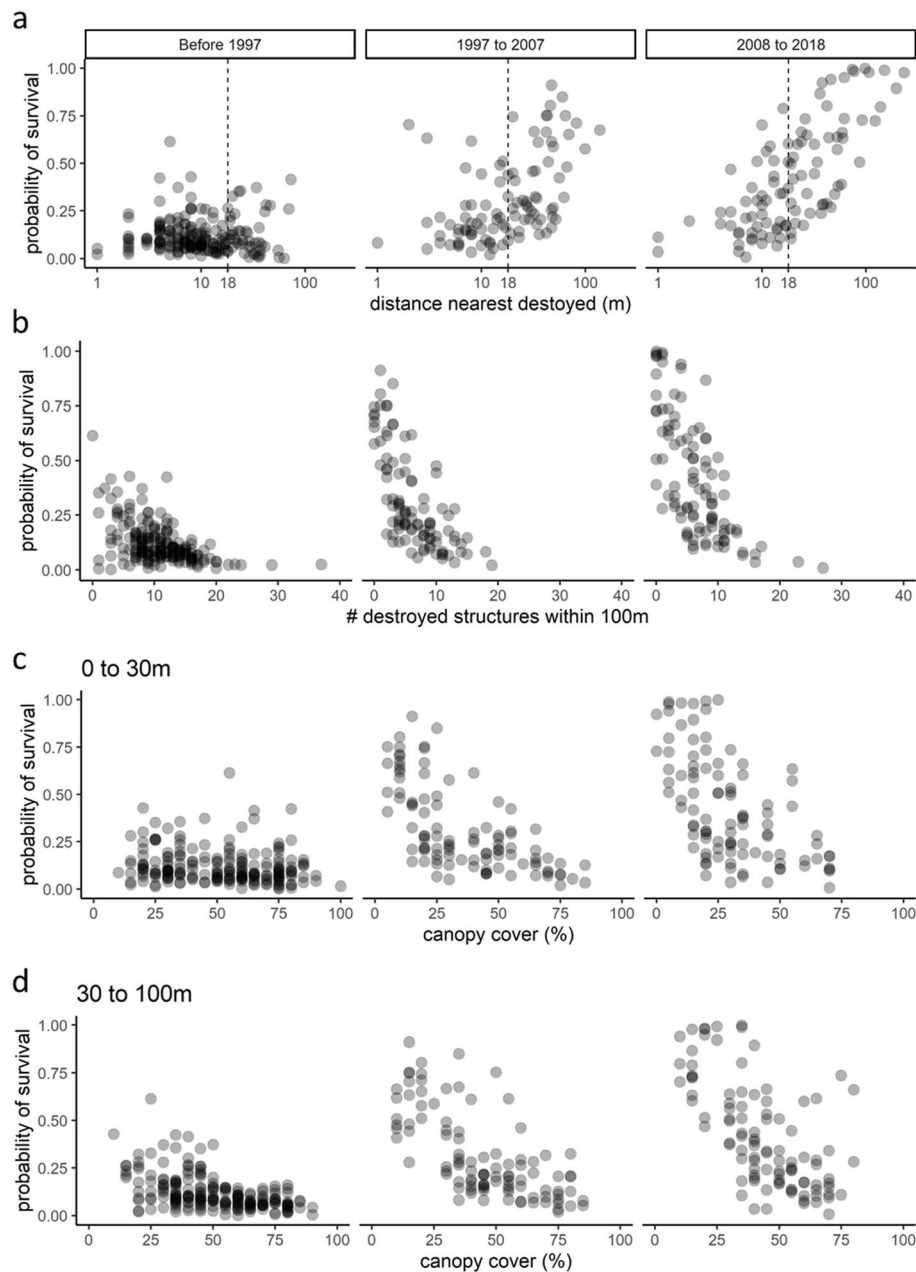 a
Before 1997 1997 to 2007 2008 to 2018
probability of survival
1.00
0.75
0.50
0.25
0.00
1 10 18 100 1 10 18 100 1 10 18 100
distance nearest destoyed (m)
b
probability of survival
1.00
0.75
0.50
0.25
0.00
0 10 20 30 40 0 10 20 30 40 0 10 20 30 40
# destroyed structures within 100m
c 0 to 30m
probability of survival
1.00
0.75
0.50
0.25
0.00
0 25 50 75 100 0 25 50 75 100 0 25 50 75 100
canopy cover (%)
d 30 to 100m
probability of survival
1.00
0.75
0.50
0.25
0.00
0 25 50 75 100 0 25 50 75 100 0 25 50 75 100
canopy cover (%)